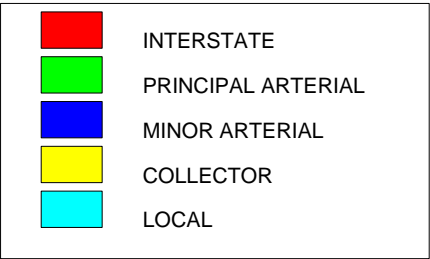 INTERSTATE
PRINCIPAL ARTERIAL
MINOR ARTERIAL
COLLECTOR
LOCAL